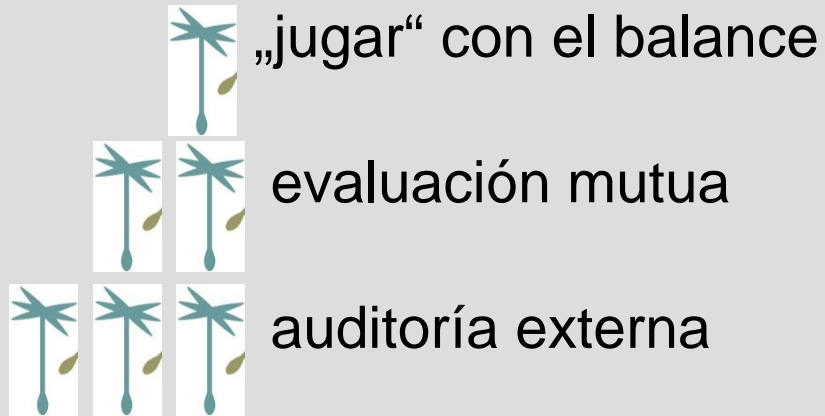 „jugar“ con el balance
evaluación mutua
auditoría externa